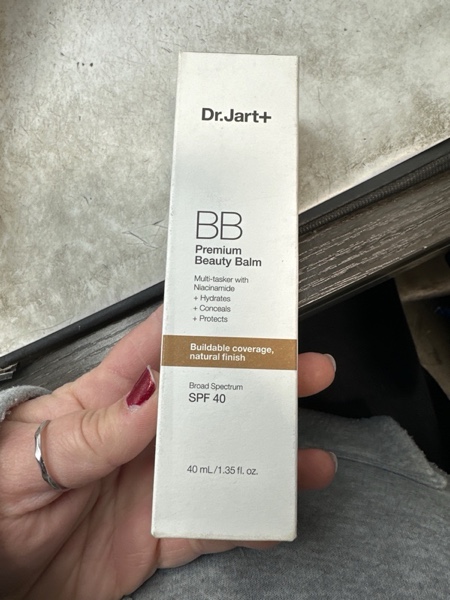 Dr.Jart+
BB
Premium
Beauty Balm
Multi-tasker with
Niacinamide
+ Hydrates
+ Conceals
+ Protects
Buildable coverage,
natural finish
Broad Spectrum
SPF 40
40 mL/1.35 fl. oz.